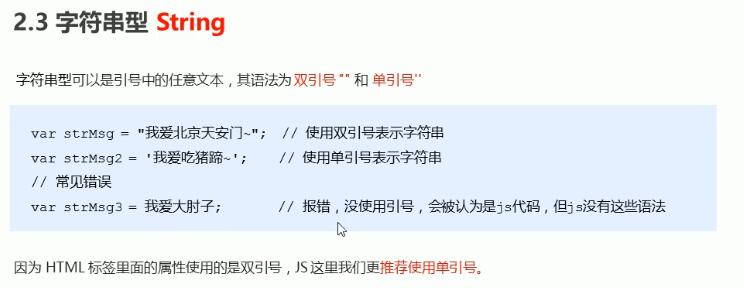 2.3 字符串型 String
字符串型可以是引号中的任意文本，其语法为 双引号 "" 和 单引号''
var strMsg = "我爱北京天安门~"; // 使用双引号表示字符串
var strMsg2 = '我爱吃猪蹄~'; // 使用单引号表示字符串
// 常见错误
var strMsg3 = 我爱大肘子; // 报错，没使用引号，会被认为是js代码，但js没有这些语法
因为 HTML 标签里面的属性使用的是双引号，JS 这里我们更推荐使用单引号。